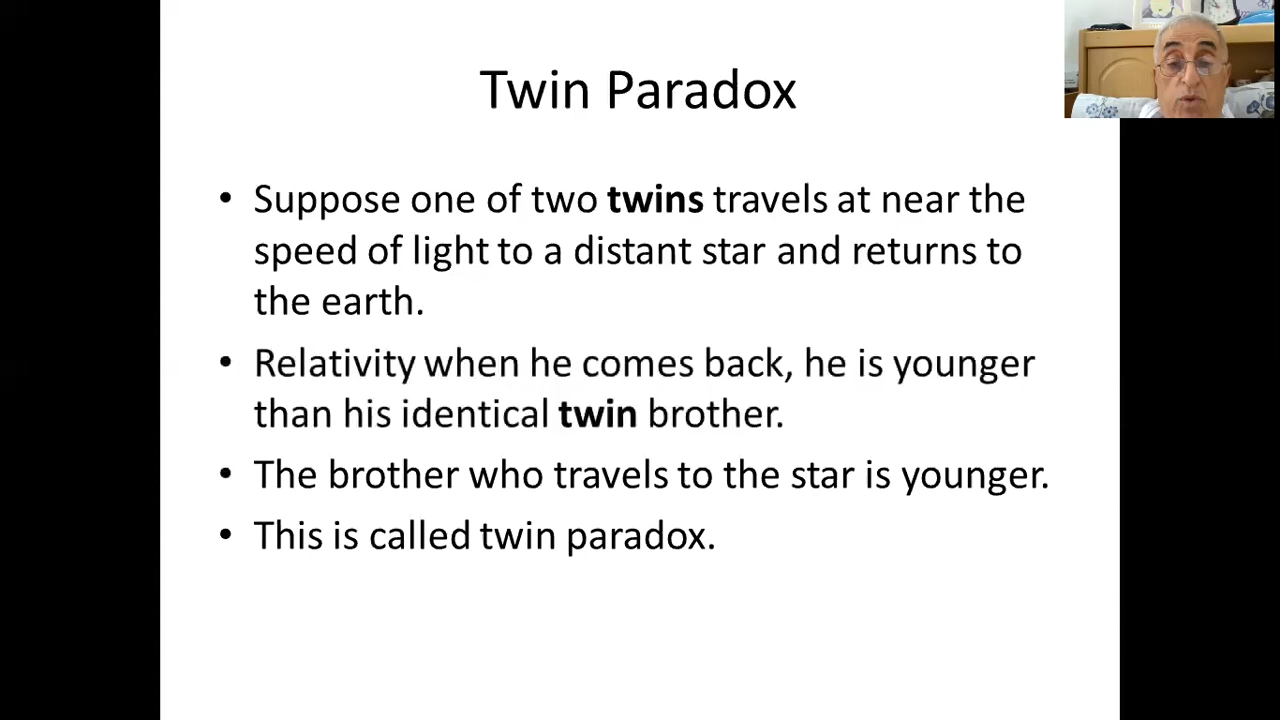 Twin Paradox
• Suppose one of two twins travels at near the
speed of light to a distant star and returns to
the earth.
• Relativity when he comes back, he is younger
than his identical twin brother.
• The brother who travels to the star is younger.
• This is called twin paradox.